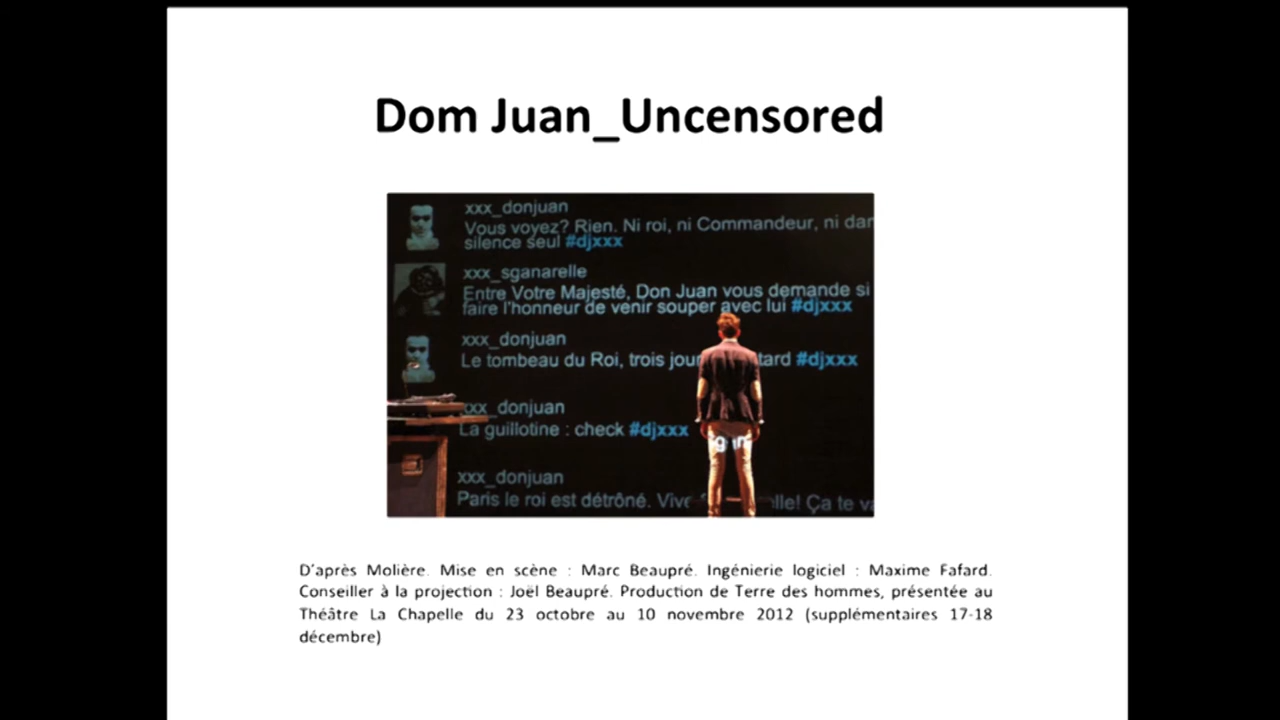 Dom Juan_Uncensored
xxx_donjuan
Vous voyez? Rien. Ni roi, ni Commandeur, ni dan
silence seul #djxxx
xxx_sganarelle
Entre Votre Majesté, Don Juan vous demande si
faire l'honneur de venir souper avec lui #djxxx
xxx_donjuan
Le tombeau du Roi, trois jour tard #djxxx
xxx_donjuan
La guillotine : check #djxxx
xxx_donjuan
Paris le roi est détrôné. Vive lle! Ça te va
D'après Molière. Mise en scène : Marc Beaupré. Ingénierie logiciel : Maxime Fafard.
Conseiller à la projection : Joël Beaupré. Production de Terre des hommes, présentée au
Théâtre La Chapelle du 23 octobre au 10 novembre 2012 (supplémentaires 17-18
décembre)